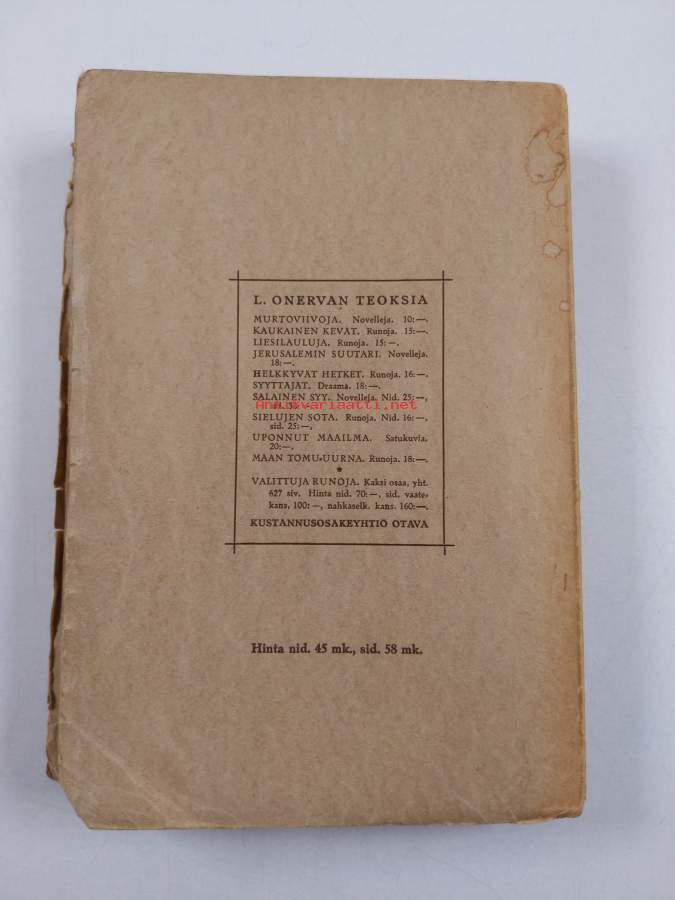 L. ONERVAN TEOKSIA
MURTOVIIVOJA. Novelleja. 10:—.
KAUKAINEN KEVÄT. Runoja. 15:—.
LIESILAULUJA. Runoja. 15:—.
JERUSALEMIN SUUTARI. Novelleja.
18:—.
HELKKYVÄT HETKET. Runoja. 16:—.
SYYTTÄJÄT. Draama. 18:—.
SALAINEN SYY. Novelleja. Nid. 25:—,
Antikvariaatti.net
SIELUJEN SOTA. Runoja. Nid. 16:—,
sid. 25:—.
UPONNUT MAAILMA. Satukuvia.
20:—.
MAAN TOMU-UURNA. Runoja. 18:—.
VALITTUJA RUNOJA. Kaksi osaa, yht.
627 siv. Hinta nid. 70:—, sid. vaate-
kans. 100:—, nahkaselk. kans. 160:—.
KUSTANNUSOSAKEYHTIÖ OTAVA
Hinta nid. 45 mk., sid. 58 mk.